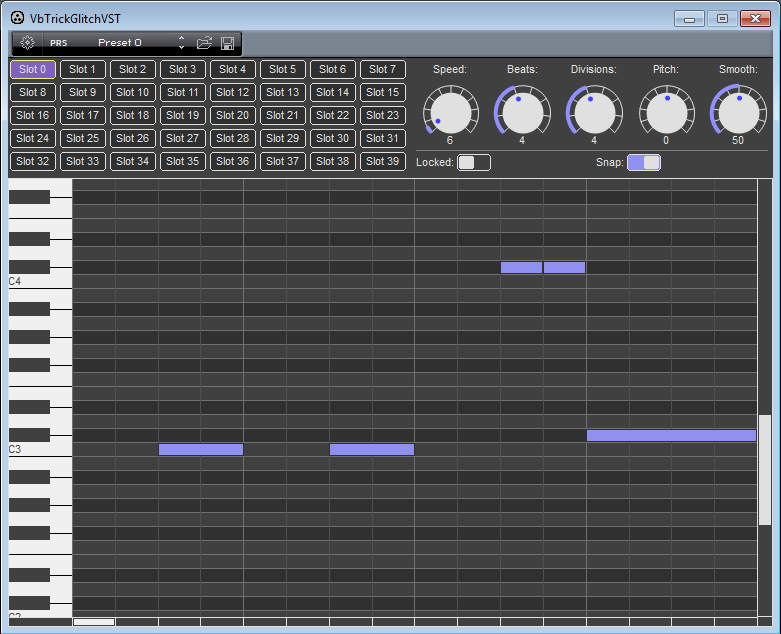 VbTrickGlitchVST
PRS Preset 0
Slot 0 Slot 1 Slot 2 Slot 3 Slot 4 Slot 5 Slot 6 Slot 7
Slot 8 Slot 9 Slot 10 Slot 11 Slot 12 Slot 13 Slot 14 Slot 15
Slot 16 Slot 17 Slot 18 Slot 19 Slot 20 Slot 21 Slot 22 Slot 23
Slot 24 Slot 25 Slot 26 Slot 27 Slot 28 Slot 29 Slot 30 Slot 31
Slot 32 Slot 33 Slot 34 Slot 35 Slot 36 Slot 37 Slot 38 Slot 39
Speed: Beats: Divisions: Pitch: Smooth:
6 4 4 0 50
Locked: Snap:
C4
C3
C2